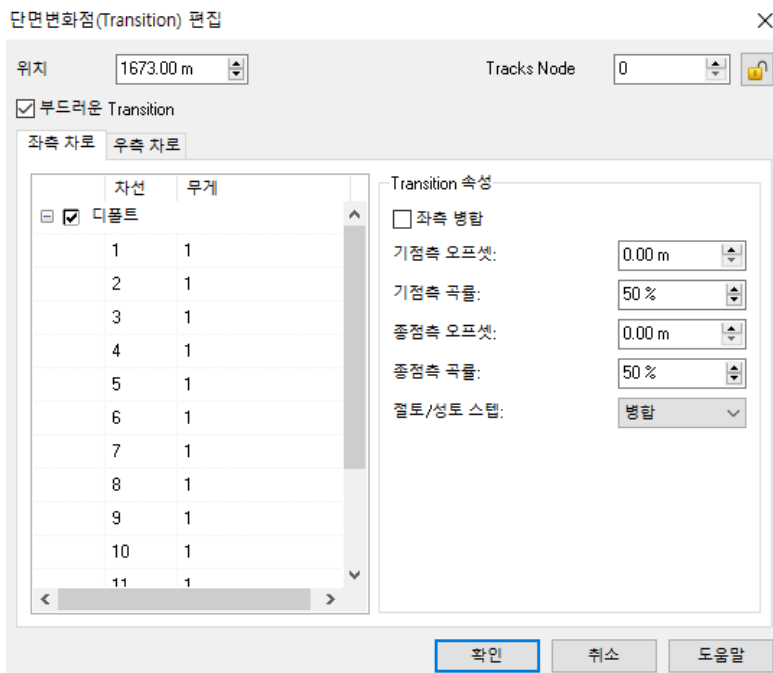 단면변화점(Transition) 편집
위치 1673.00 m Tracks Node 0
부드러운 Transition
좌측 차로 우측 차로
차선 무게
디폴트
1 1
2 1
3 1
4 1
5 1
6 1
7 1
8 1
9 1
10 1
11 1
Transition 속성
좌측 병합
기점측 오프셋: 0.00 m
기점측 곡률: 50 %
종점측 오프셋: 0.00 m
종점측 곡률: 50 %
절토/성토 스텝: 병합
확인 취소 도움말